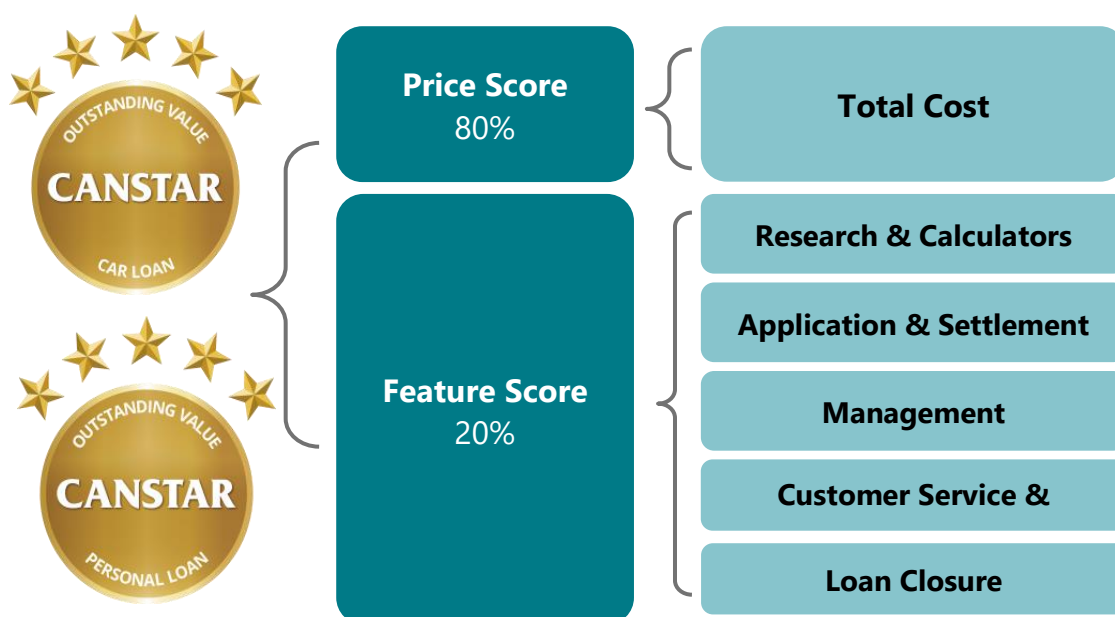 OUTSTANDING VALUE
CANSTAR
CAR LOAN
OUTSTANDING VALUE
CANSTAR
PERSONAL LOAN
Price Score
80%
Feature Score
20%
Total Cost
Research & Calculators
Application & Settlement
Management
Customer Service &
Loan Closure